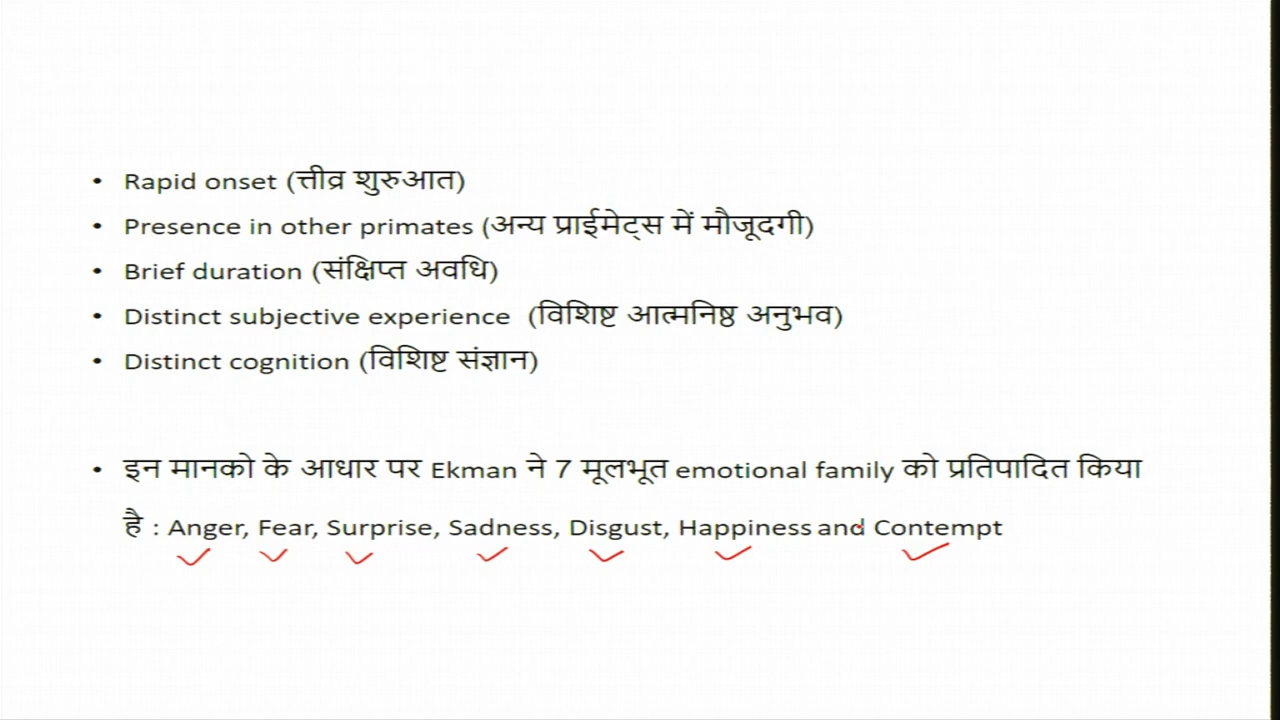 • Rapid onset (त्तीव्र शुरुआत)
• Presence in other primates (अन्य प्राईमेट्स में मौजूदगी)
• Brief duration (संक्षिप्त अवधि)
• Distinct subjective experience (विशिष्ट आत्मनिष्ठ अनुभव)
• Distinct cognition (विशिष्ट संज्ञान)
• इन मानको के आधार पर Ekman ने 7 मूलभूत emotional family को प्रतिपादित किया
है : Anger, Fear, Surprise, Sadness, Disgust, Happiness and Contempt